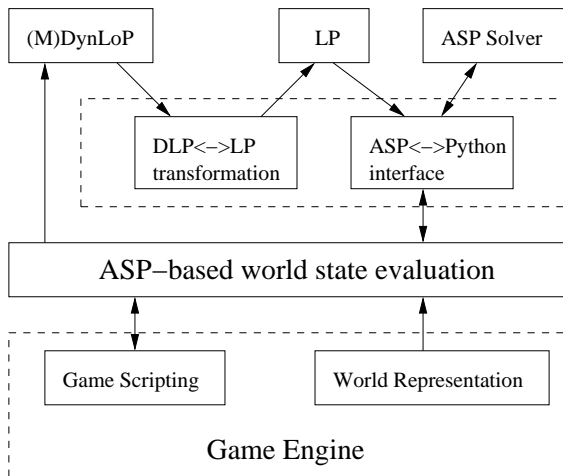 (M)DynLoP
LP
ASP Solver
DLP<->LP
transformation
ASP<->Python
interface
ASP-based world state evaluation
Game Scripting
World Representation
Game Engine